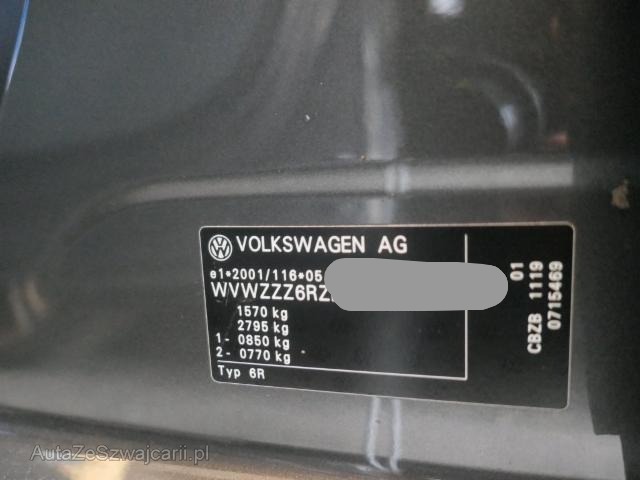 VOLKSWAGEN AG
e1*2001/116*05
WVWZZZ6RZ
1570 kg
2795 kg
1- 0850 kg
2- 0770 kg
Typ 6R
01
CBZB 1119
0715469
AutaZeSzwajcarii.pl